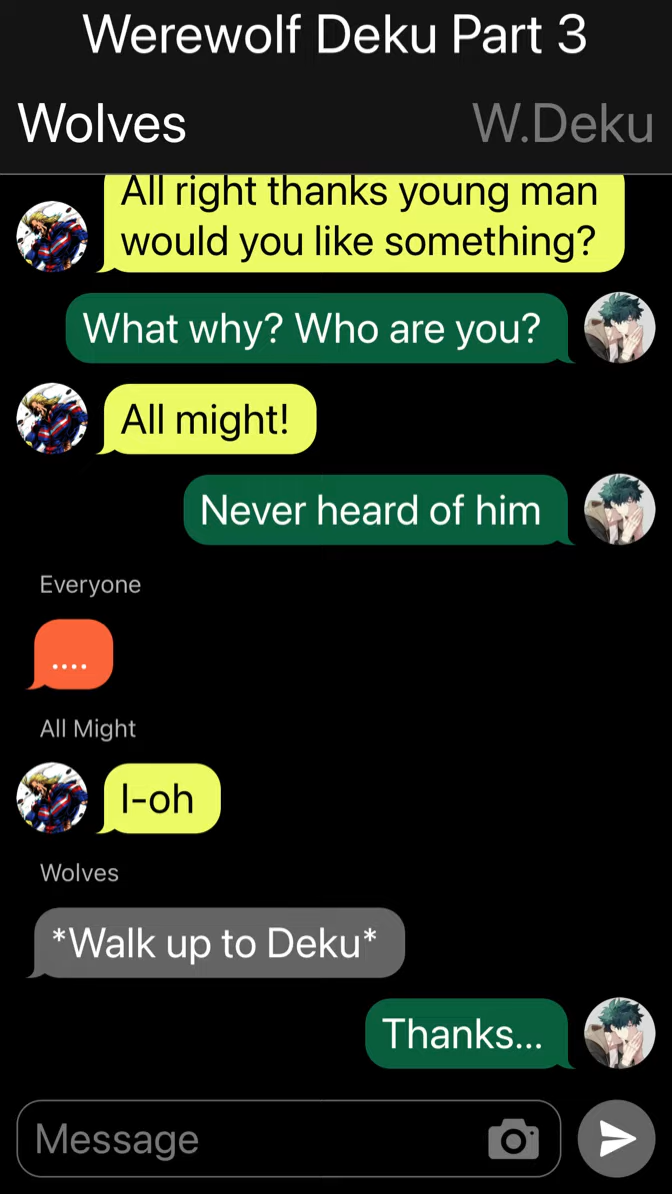 Werewolf Deku Part 3
Wolves
W.Deku
All right thanks young man
would you like something?
What why? Who are you?
All might!
Never heard of him
Everyone
....
All Might
I-oh
Wolves
*Walk up to Deku*
Thanks...
Message